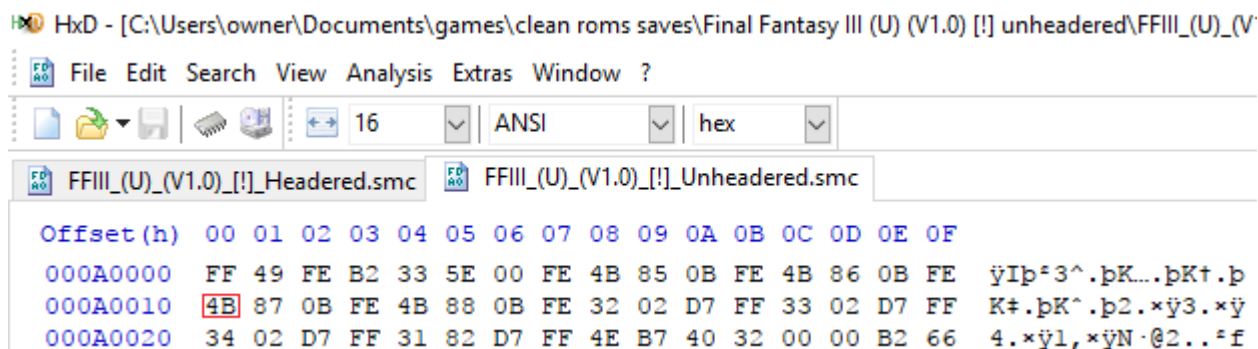 HxD - [C:\Users\owner\Documents\games\clean roms saves\Final Fantasy III (U) (V1.0) [!] unheadered\FFIII_(U)_(V1
File Edit Search View Analysis Extras Window ?
16 ANSI hex
FFIII_(U)_(V1.0)_[!]_Headered.smc FFIII_(U)_(V1.0)_[!]_Unheadered.smc
Offset(h) 00 01 02 03 04 05 06 07 08 09 0A 0B 0C 0D 0E 0F
000A0000 FF 49 FE B2 33 5E 00 FE 4B 85 0B FE 4B 86 0B FE ÿIþ²3^.þK….þK†.þ
000A0010 4B 87 0B FE 4B 88 0B FE 32 02 D7 FF 33 02 D7 FF K‡.þKˆ.þ2.×ÿ3.×ÿ
000A0020 34 02 D7 FF 31 82 D7 FF 4E B7 40 32 00 00 B2 66 4.×ÿ1‚×ÿN·@2..²f